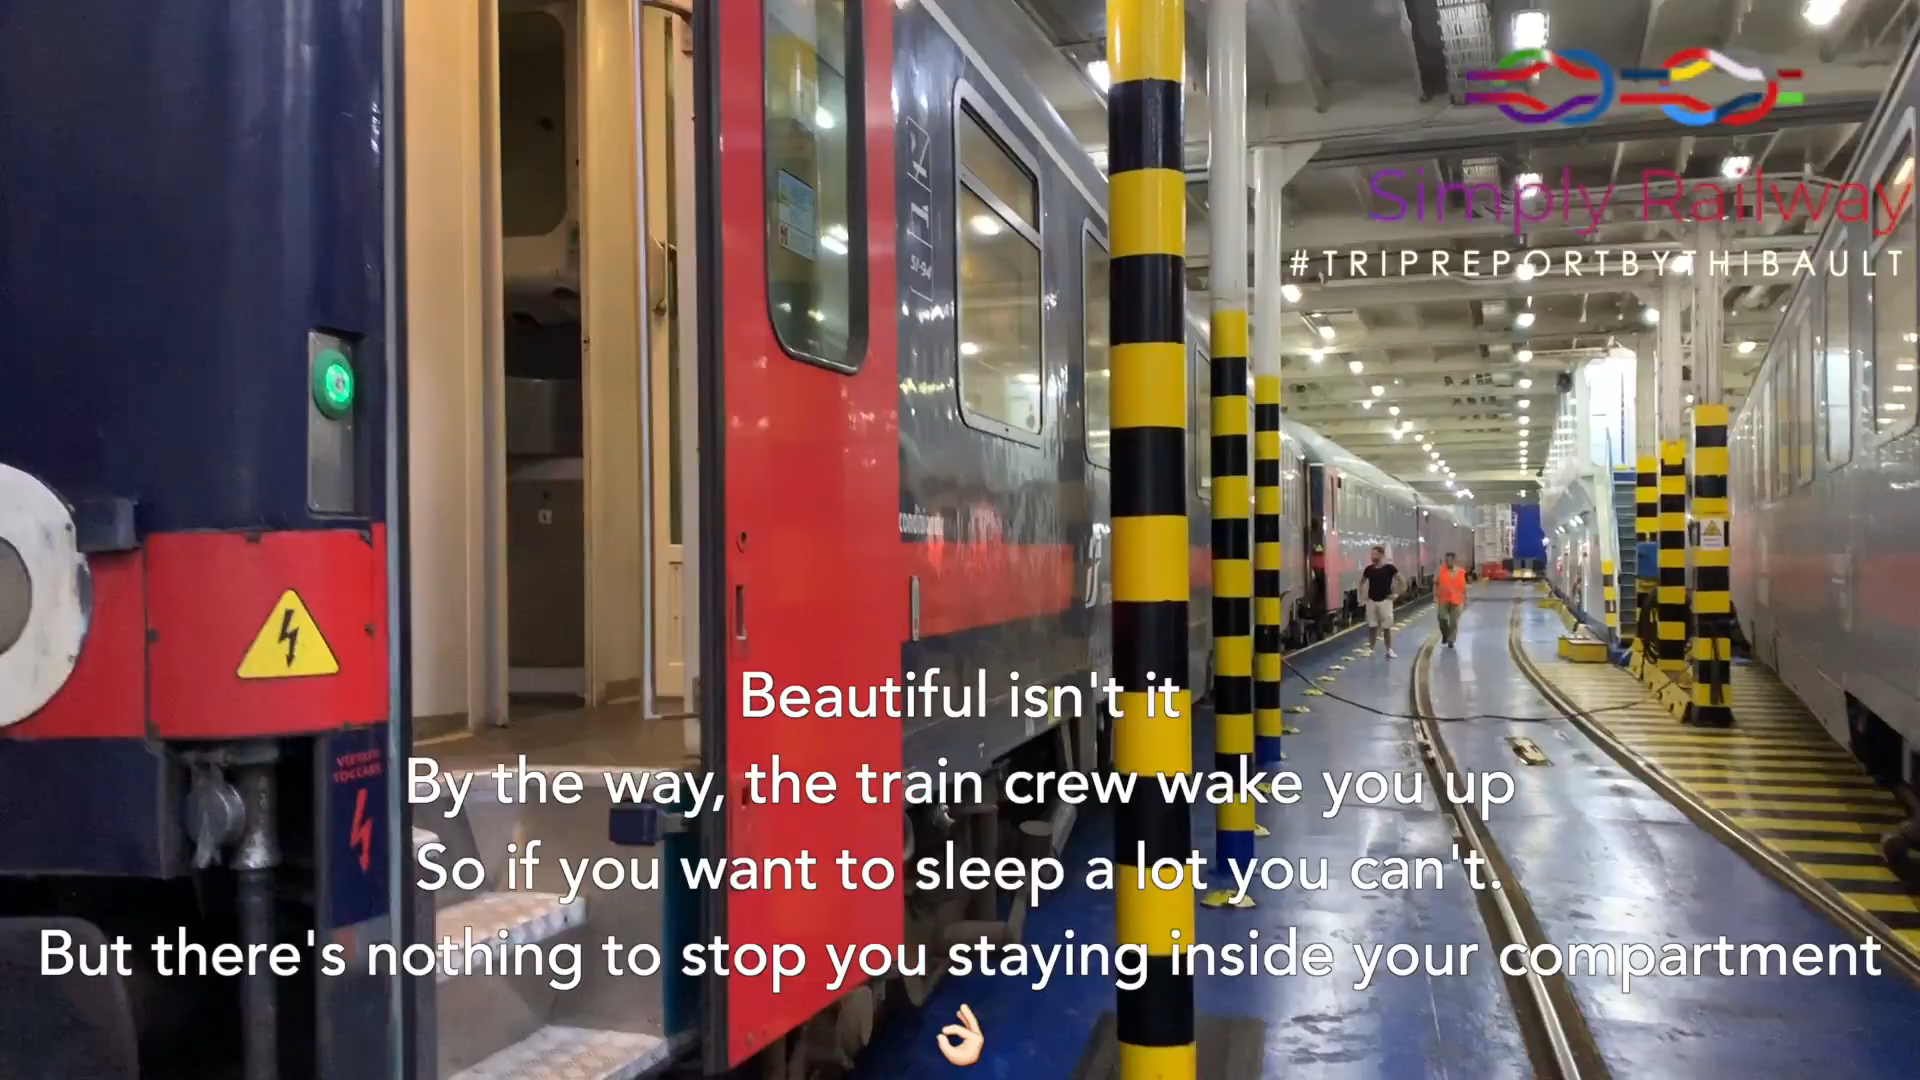 Simply Railway
#TRIPREPORTBYTHIBAULT
Beautiful isn't it
By the way, the train crew wake you up
So if you want to sleep a lot you can't.
But there's nothing to stop you staying inside your compartment
👌🏻